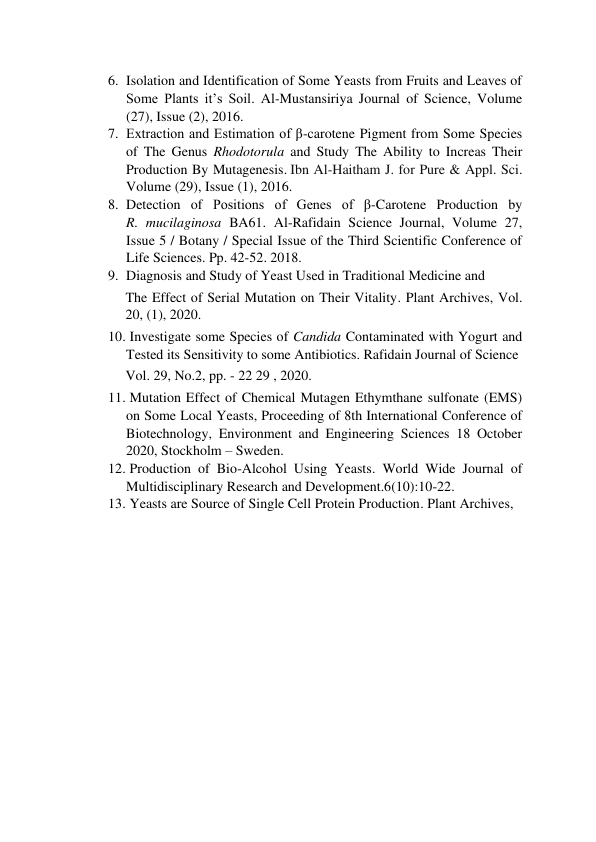 6. Isolation and Identification of Some Yeasts from Fruits and Leaves of
Some Plants it’s Soil. Al-Mustansiriya Journal of Science, Volume
(27), Issue (2), 2016.
7. Extraction and Estimation of β-carotene Pigment from Some Species
of The Genus Rhodotorula and Study The Ability to Increas Their
Production By Mutagenesis. Ibn Al-Haitham J. for Pure & Appl. Sci.
Volume (29), Issue (1), 2016.
8. Detection of Positions of Genes of β-Carotene Production by
R. mucilaginosa BA61. Al-Rafidain Science Journal, Volume 27,
Issue 5 / Botany / Special Issue of the Third Scientific Conference of
Life Sciences. Pp. 42-52. 2018.
9. Diagnosis and Study of Yeast Used in Traditional Medicine and
The Effect of Serial Mutation on Their Vitality. Plant Archives, Vol.
20, (1), 2020.
10. Investigate some Species of Candida Contaminated with Yogurt and
Tested its Sensitivity to some Antibiotics. Rafidain Journal of Science
Vol. 29, No.2, pp. - 22 29 , 2020.
11. Mutation Effect of Chemical Mutagen Ethymthane sulfonate (EMS)
on Some Local Yeasts, Proceeding of 8th International Conference of
Biotechnology, Environment and Engineering Sciences 18 October
2020, Stockholm – Sweden.
12. Production of Bio-Alcohol Using Yeasts. World Wide Journal of
Multidisciplinary Research and Development.6(10):10-22.
13. Yeasts are Source of Single Cell Protein Production. Plant Archives,